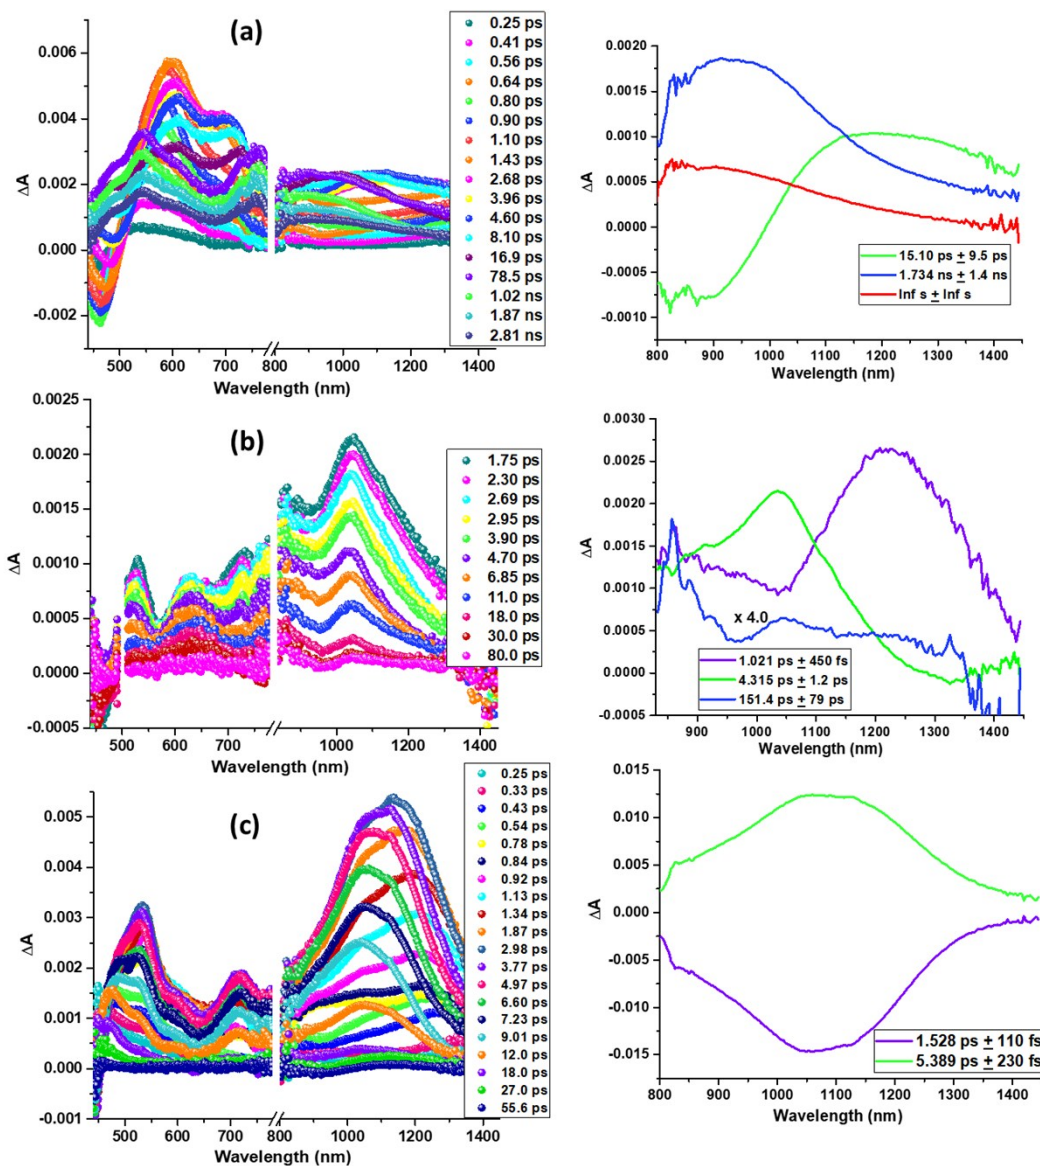 (a)
0.25 ps
0.41 ps
0.56 ps
0.64 ps
0.80 ps
0.90 ps
1.10 ps
1.43 ps
2.68 ps
3.96 ps
4.60 ps
8.10 ps
16.9 ps
78.5 ps
1.02 ns
1.87 ns
2.81 ns
0.006
0.004
0.002
0.000
-0.002
ΔA
500 600 700 800 1000 1200 1400
Wavelength (nm)
0.0020
0.0015
0.0010
0.0005
0.0000
-0.0005
-0.0010
ΔA
15.10 ps ± 9.5 ps
1.734 ns ± 1.4 ns
Inf s ± Inf s
800 900 1000 1100 1200 1300 1400
Wavelength (nm)
(b)
1.75 ps
2.30 ps
2.69 ps
2.95 ps
3.90 ps
4.70 ps
6.85 ps
11.0 ps
18.0 ps
30.0 ps
80.0 ps
0.0025
0.0020
0.0015
0.0010
0.0005
0.0000
-0.0005
ΔA
500 600 700 1000 1200 1400
Wavelength (nm)
0.0030
0.0025
0.0020
0.0015
0.0010
0.0005
0.0000
-0.0005
ΔA
x 4.0
1.021 ps ± 450 fs
4.315 ps ± 1.2 ps
151.4 ps ± 79 ps
900 1000 1100 1200 1300 1400
Wavelength (nm)
(c)
0.25 ps
0.33 ps
0.43 ps
0.54 ps
0.78 ps
0.84 ps
0.92 ps
1.13 ps
1.34 ps
1.87 ps
2.98 ps
3.77 ps
4.97 ps
6.60 ps
7.23 ps
9.01 ps
12.0 ps
18.0 ps
27.0 ps
55.6 ps
0.005
0.004
0.003
0.002
0.001
0.000
-0.001
ΔA
500 600 700 800 1000 1200 1400
Wavelength (nm)
0.015
0.010
0.005
0.000
-0.005
-0.010
-0.015
ΔA
1.528 ps ± 110 fs
5.389 ps ± 230 fs
800 900 1000 1100 1200 1300 1400
Wavelength (nm)